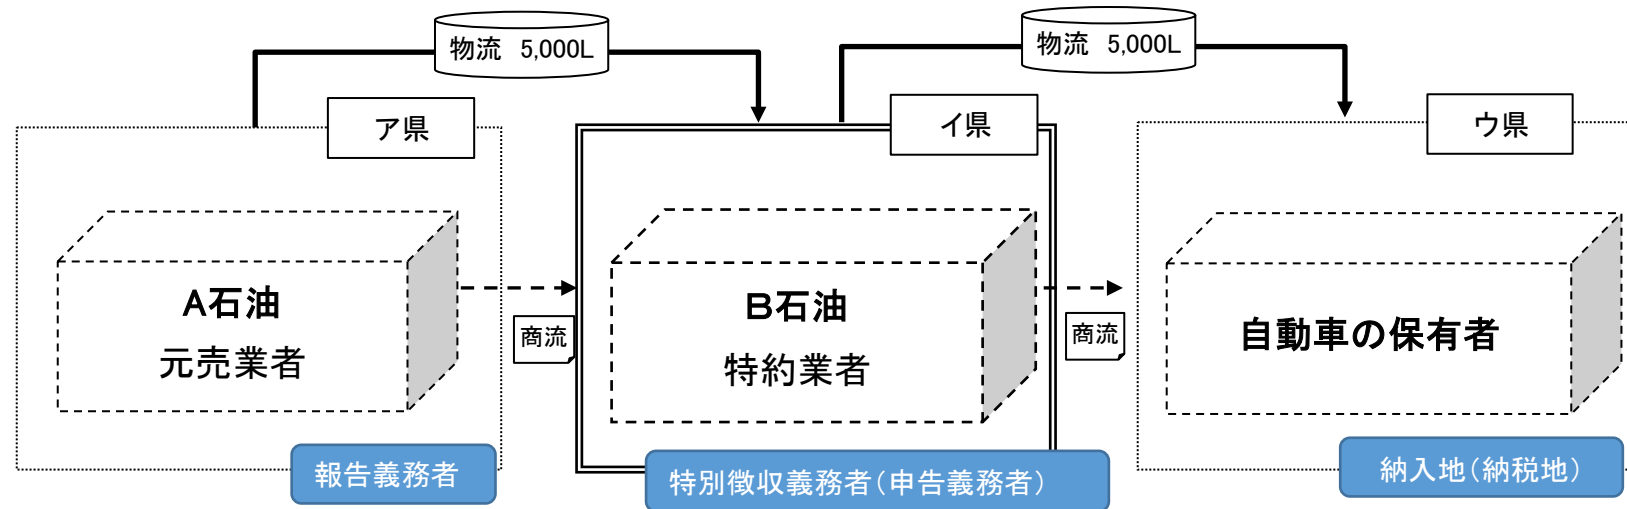 物流 5,000L
物流 5,000L
ア県
イ県
ウ県
A石油
元売業者
商流
B石油
特約業者
商流
自動車の保有者
報告義務者
特別徴収義務者(申告義務者)
納入地(納税地)